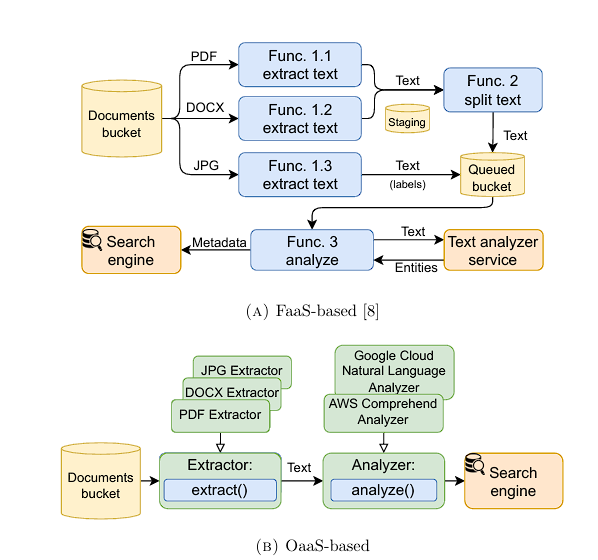 PDF
Func. 1.1
extract text
Documents
bucket
DOCX
Func. 1.2
extract text
Text
Staging
Func. 2
split text
Text
JPG
Func. 1.3
extract text
Text
(labels)
Queued
bucket
Search
engine
Metadata
Func. 3
analyze
Text
Entities
Text analyzer
service
(A) FaaS-based [8]
JPG Extractor
DOCX Extractor
PDF Extractor
Google Cloud
Natural Language
Analyzer
AWS Comprehend
Analyzer
Documents
bucket
Extractor:
extract()
Text
Analyzer:
analyze()
Search
engine
(B) OaaS-based